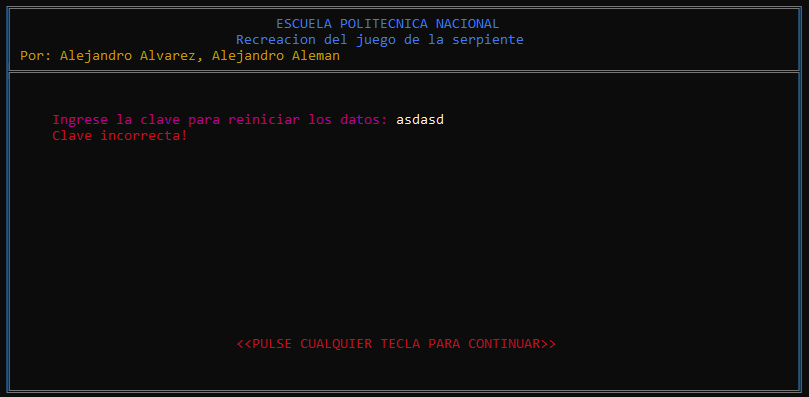 ESCUELA POLITECNICA NACIONAL
Recreacion del juego de la serpiente
Por: Alejandro Alvarez, Alejandro Aleman
Ingrese la clave para reiniciar los datos: asdasd
Clave incorrecta!
<<PULSE CUALQUIER TECLA PARA CONTINUAR>>